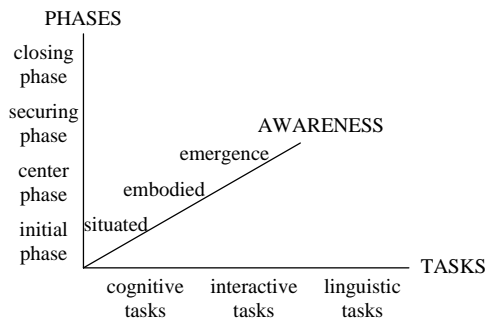 PHASES
closing
phase
securing
phase
AWARENESS
emergence
center
phase
embodied
situated
initial
phase
TASKS
cognitive
tasks
interactive
tasks
linguistic
tasks